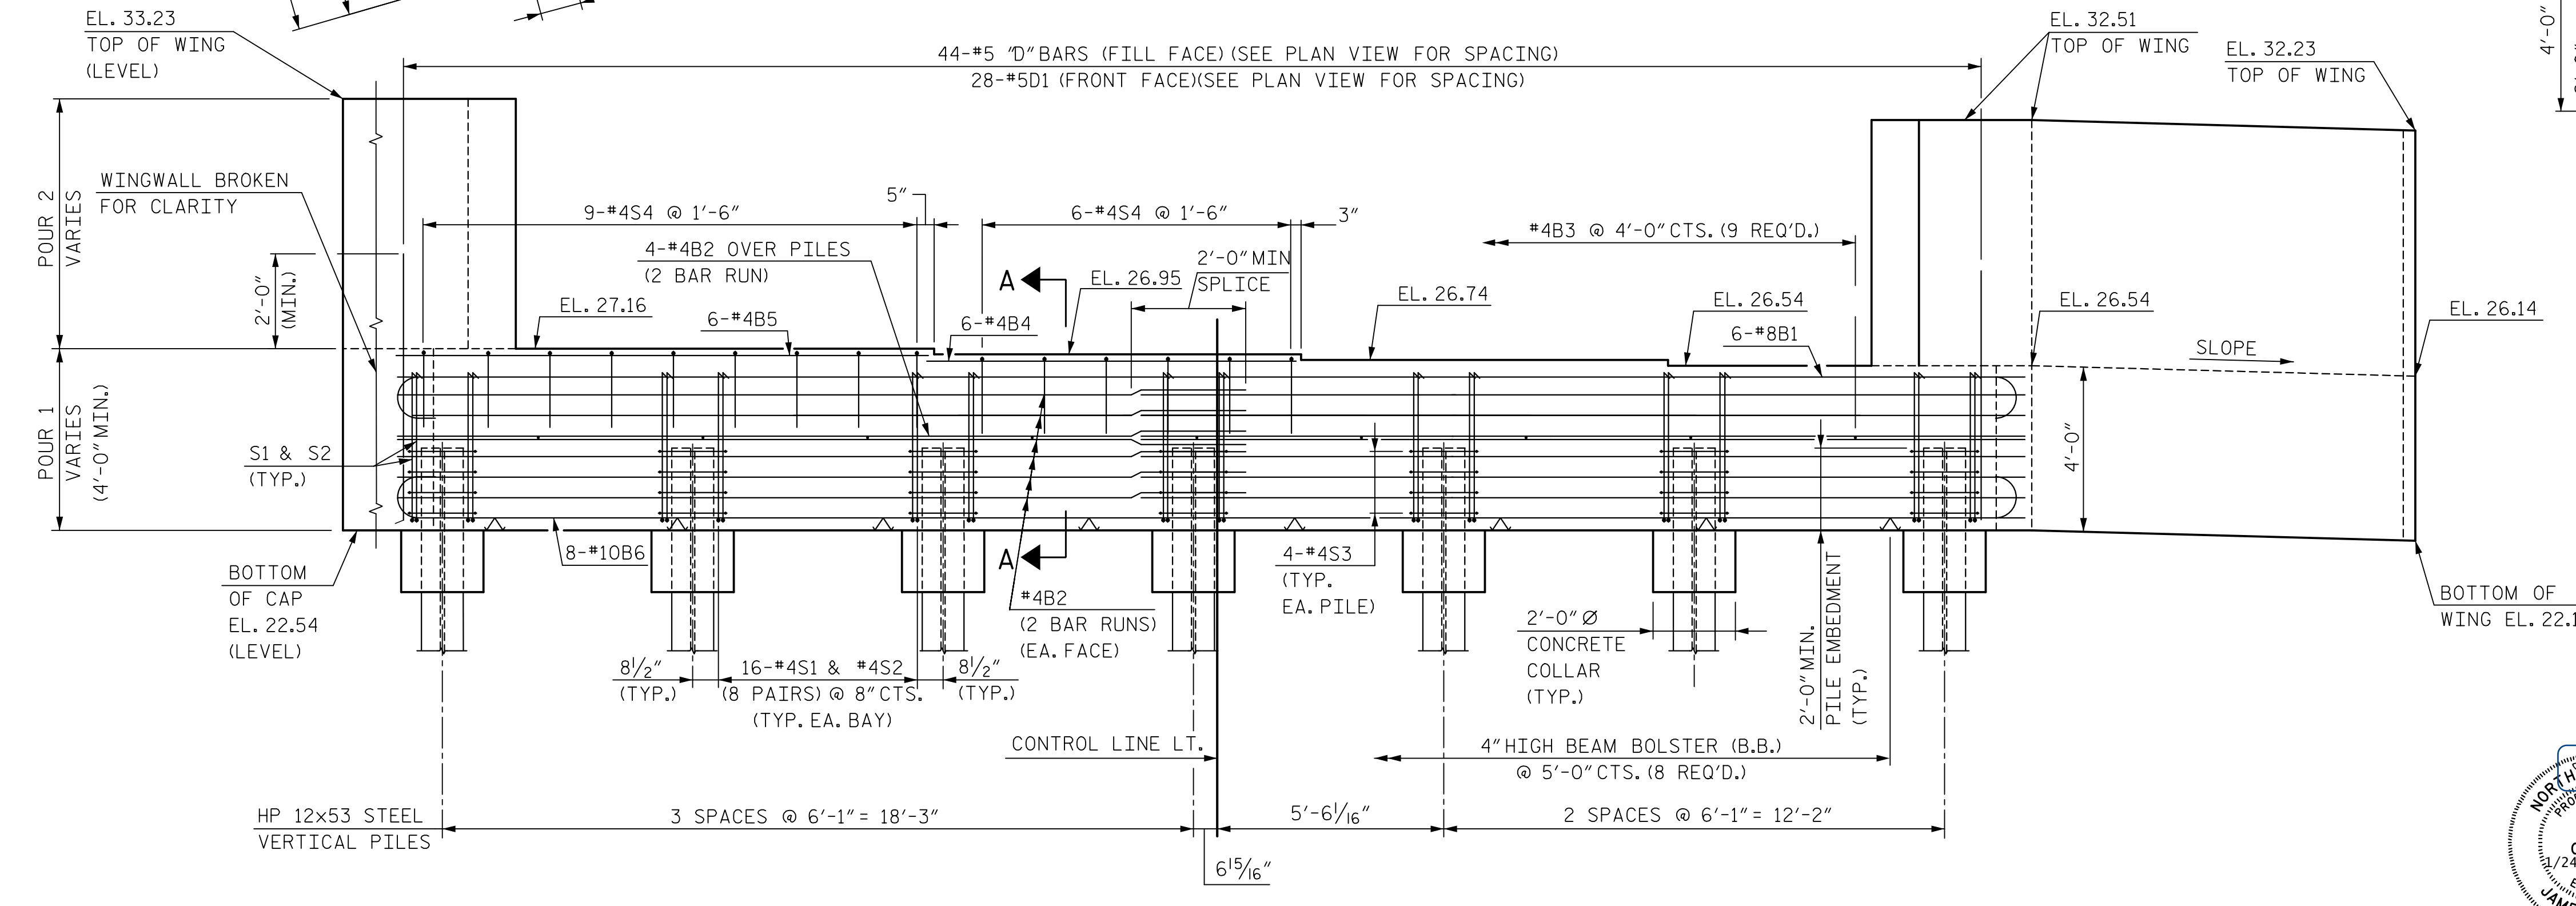 EL. 33.23
TOP OF WING
(LEVEL)
44-#5 "D" BARS (FILL FACE) (SEE PLAN VIEW FOR SPACING)
28-#5D1 (FRONT FACE)(SEE PLAN VIEW FOR SPACING)
EL. 32.51
TOP OF WING
EL. 32.23
TOP OF WING
4'-0"
POUR 2
VARIES
WINGWALL BROKEN
FOR CLARITY
2'-0"
(MIN.)
9-#4S4 @ 1'-6"
5"
6-#4S4 @ 1'-6"
3"
4-#4B2 OVER PILES
(2 BAR RUN)
A
2'-0" MIN
SPLICE
#4B3 @ 4'-0" CTS. (9 REQ'D.)
EL. 27.16
6-#4B5
6-#4B4
EL. 26.95
EL. 26.74
EL. 26.54
6-#8B1
EL. 26.54
EL. 26.14
SLOPE
POUR 1
VARIES
(4'-0" MIN.)
S1 & S2
(TYP.)
4'-0"
BOTTOM
OF CAP
EL. 22.54
(LEVEL)
8-#10B6
A
#4B2
(2 BAR RUNS)
(EA. FACE)
4-#4S3
(TYP.
EA. PILE)
2'-0" Ø
CONCRETE
COLLAR
(TYP.)
2'-0" MIN.
PILE EMBEDMENT
(TYP.)
BOTTOM OF
WING EL. 22.1
8 1/2"
(TYP.)
16-#4S1 & #4S2
(8 PAIRS) @ 8" CTS.
(TYP. EA. BAY)
8 1/2"
(TYP.)
CONTROL LINE LT.
4" HIGH BEAM BOLSTER (B.B.)
@ 5'-0" CTS. (8 REQ'D.)
HP 12x53 STEEL
VERTICAL PILES
3 SPACES @ 6'-1" = 18'-3"
6 15/16"
5'-6 1/16"
2 SPACES @ 6'-1" = 12'-2"
NORTH
1/24
JAME